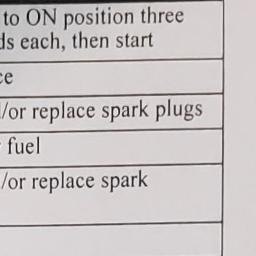 to ON position three
ds each, then start
ce
/or replace spark plugs
fuel
/or replace spark